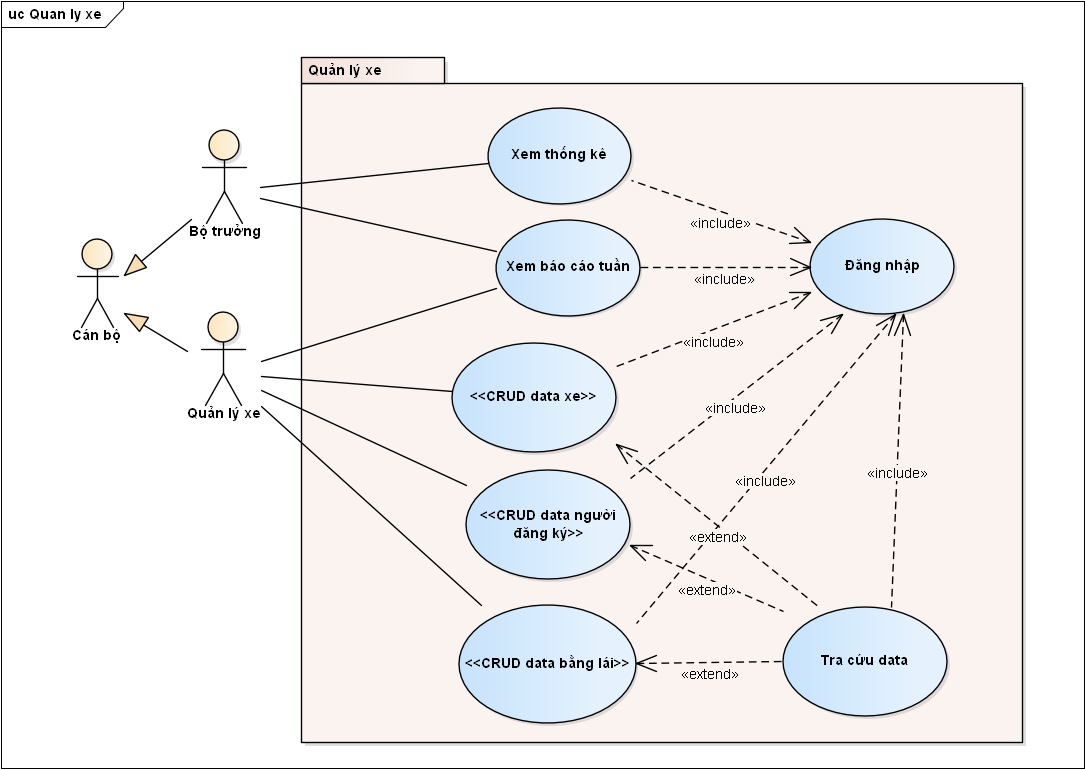 uc Quan ly xe
Quản lý xe
Xem thống kê
Bộ trưởng
«include»
Xem báo cáo tuần
Đăng nhập
«include»
Cán bộ
«include»
<<CRUD data xe>>
Quản lý xe
«include»
«include»
«include»
<<CRUD data người
đăng ký>>
«extend»
«extend»
<<CRUD data bằng lái>>
Tra cứu data
«extend»